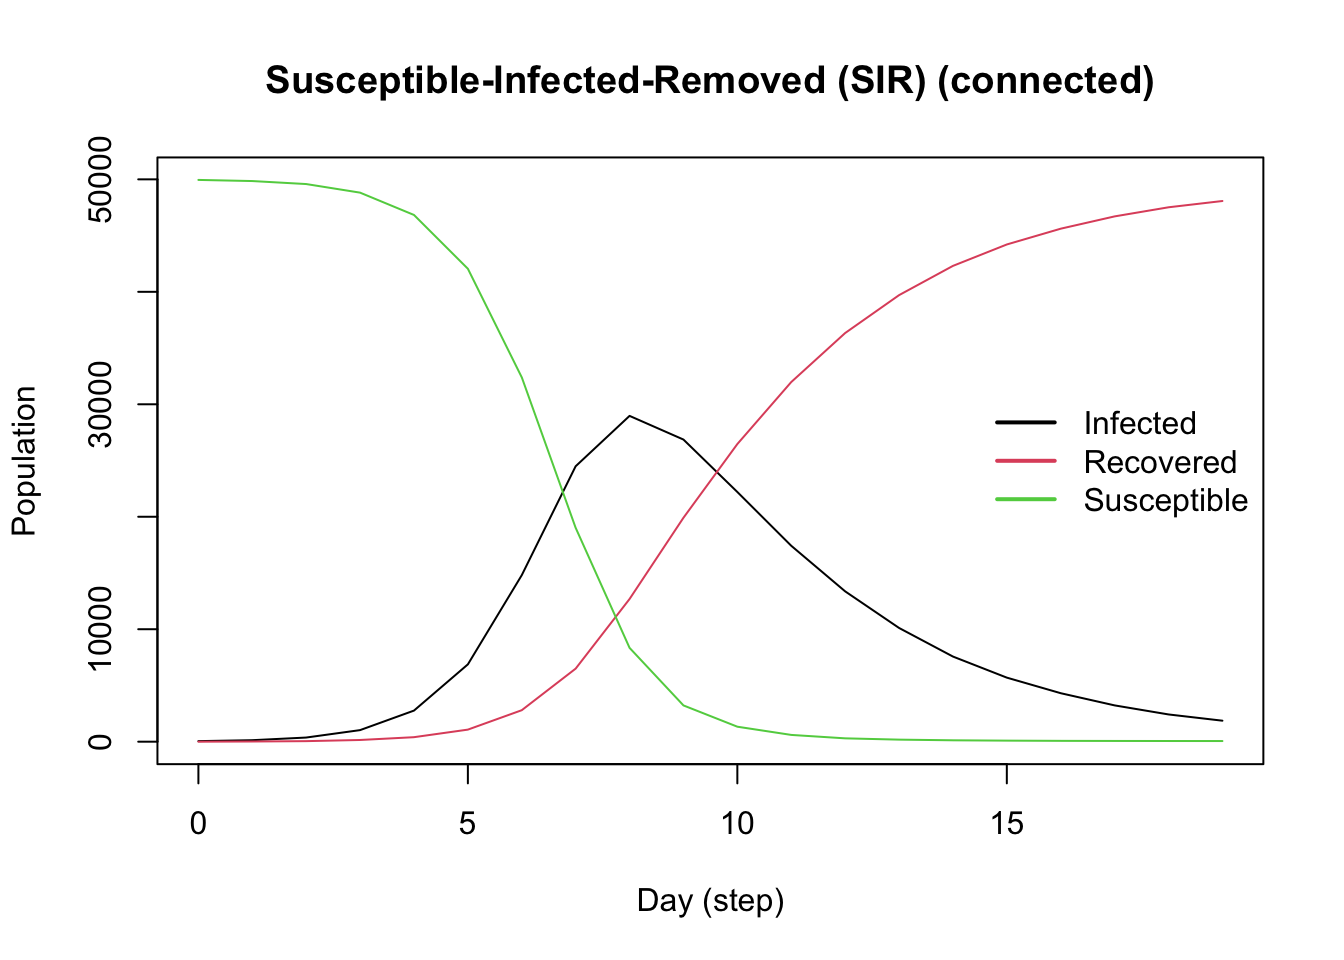 Susceptible-Infected-Removed (SIR) (connected)
50000
30000
10000
0
Population
Infected
Recovered
Susceptible
0 5 10 15
Day (step)